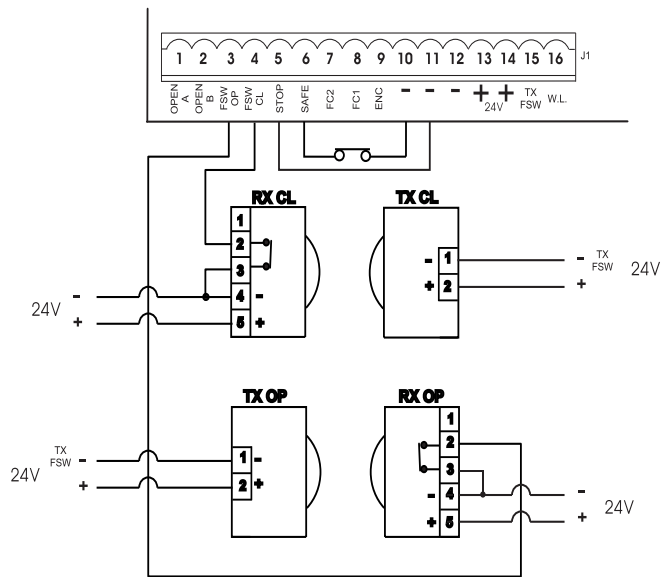 1 2 3 4 5 6 7 8 9 10 11 12 13 14 15 16 J1
OPEN A
OPEN B
FSW OP
FSW CL
STOP
SAFE
FC2
FC1
ENC
-
-
-
+ +
24V
TX FSW
W.L.
RX CL
1
2
3
4 -
5 +
24V
-
+
TX CL
- 1
+ 2
- TX FSW
+
24V
TX OP
1 -
2 +
TX FSW -
24V
+
RX OP
1
2
3
- 4
+ 5
-
+
24V